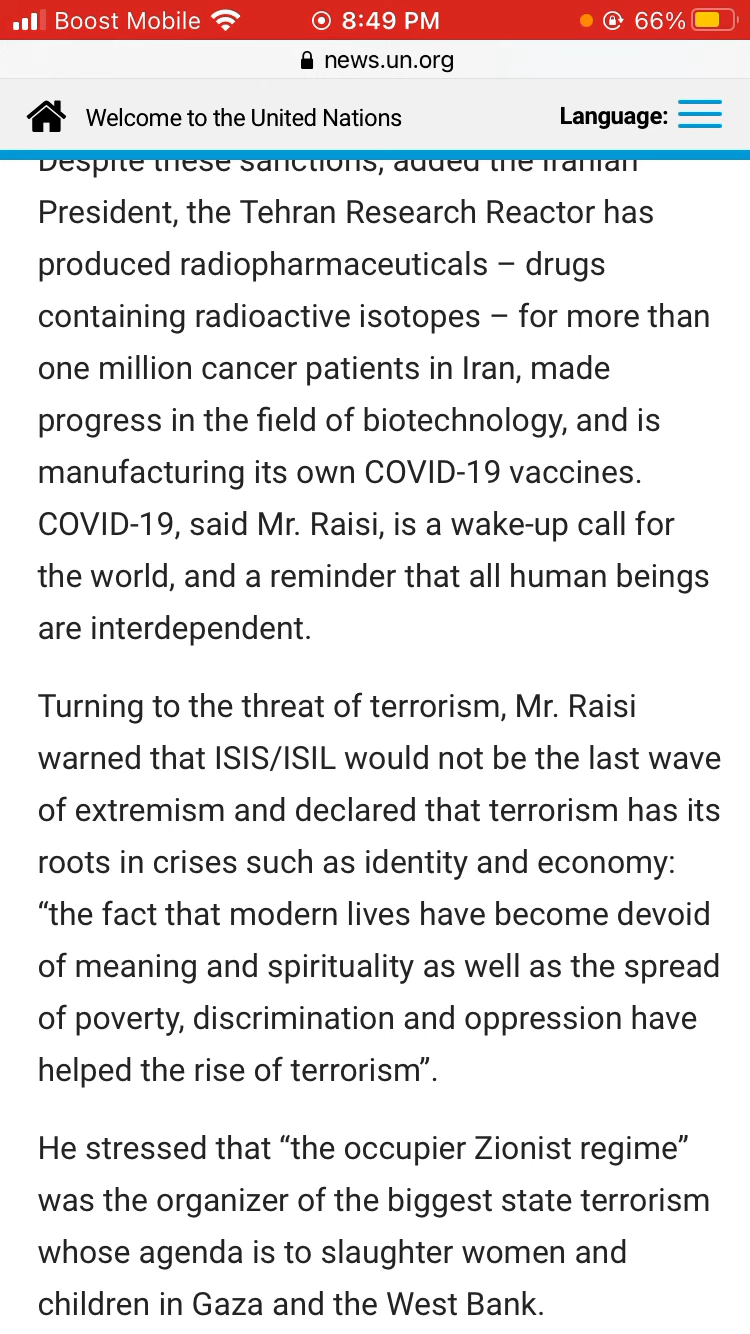 Boost Mobile 8:49 PM 66%
news.un.org
Welcome to the United Nations Language:
Despite these sanctions, added the Iranian
President, the Tehran Research Reactor has
produced radiopharmaceuticals – drugs
containing radioactive isotopes – for more than
one million cancer patients in Iran, made
progress in the field of biotechnology, and is
manufacturing its own COVID-19 vaccines.
COVID-19, said Mr. Raisi, is a wake-up call for
the world, and a reminder that all human beings
are interdependent.
Turning to the threat of terrorism, Mr. Raisi
warned that ISIS/ISIL would not be the last wave
of extremism and declared that terrorism has its
roots in crises such as identity and economy:
“the fact that modern lives have become devoid
of meaning and spirituality as well as the spread
of poverty, discrimination and oppression have
helped the rise of terrorism”.
He stressed that “the occupier Zionist regime”
was the organizer of the biggest state terrorism
whose agenda is to slaughter women and
children in Gaza and the West Bank.